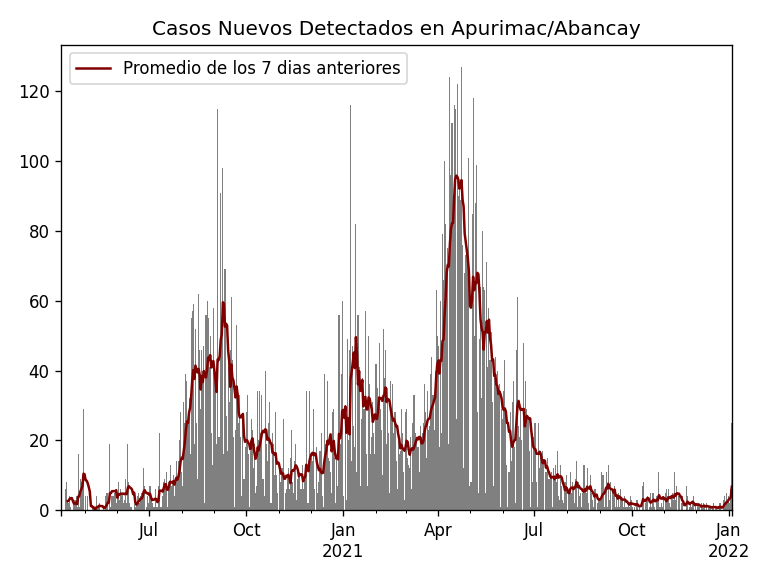 Casos Nuevos Detectados en Apurimac/Abancay
Promedio de los 7 dias anteriores
120
100
80
60
40
20
0
Jul Oct Jan Apr Jul Oct Jan
2021 2022